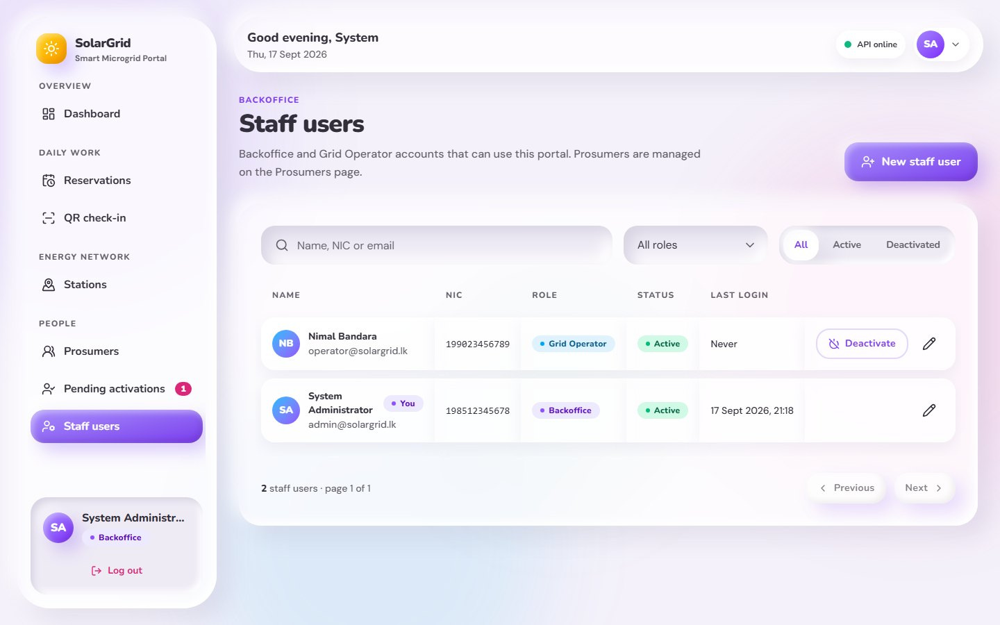 SolarGrid
Smart Microgrid Portal
OVERVIEW
Dashboard
DAILY WORK
Reservations
QR check-in
ENERGY NETWORK
Stations
PEOPLE
Prosumers
Pending activations 1
Staff users
SA System Administr...
Backoffice
Log out
Good evening, System
Thu, 17 Sept 2026
API online
SA
BACKOFFICE
Staff users
Backoffice and Grid Operator accounts that can use this portal. Prosumers are managed
on the Prosumers page.
New staff user
Name, NIC or email
All roles
All Active Deactivated
NAME NIC ROLE STATUS LAST LOGIN
NB Nimal Bandara
operator@solargrid.lk
199023456789 Grid Operator Active Never Deactivate
SA System
Administrator You
admin@solargrid.lk
198512345678 Backoffice Active 17 Sept 2026, 21:18
2 staff users · page 1 of 1
Previous Next